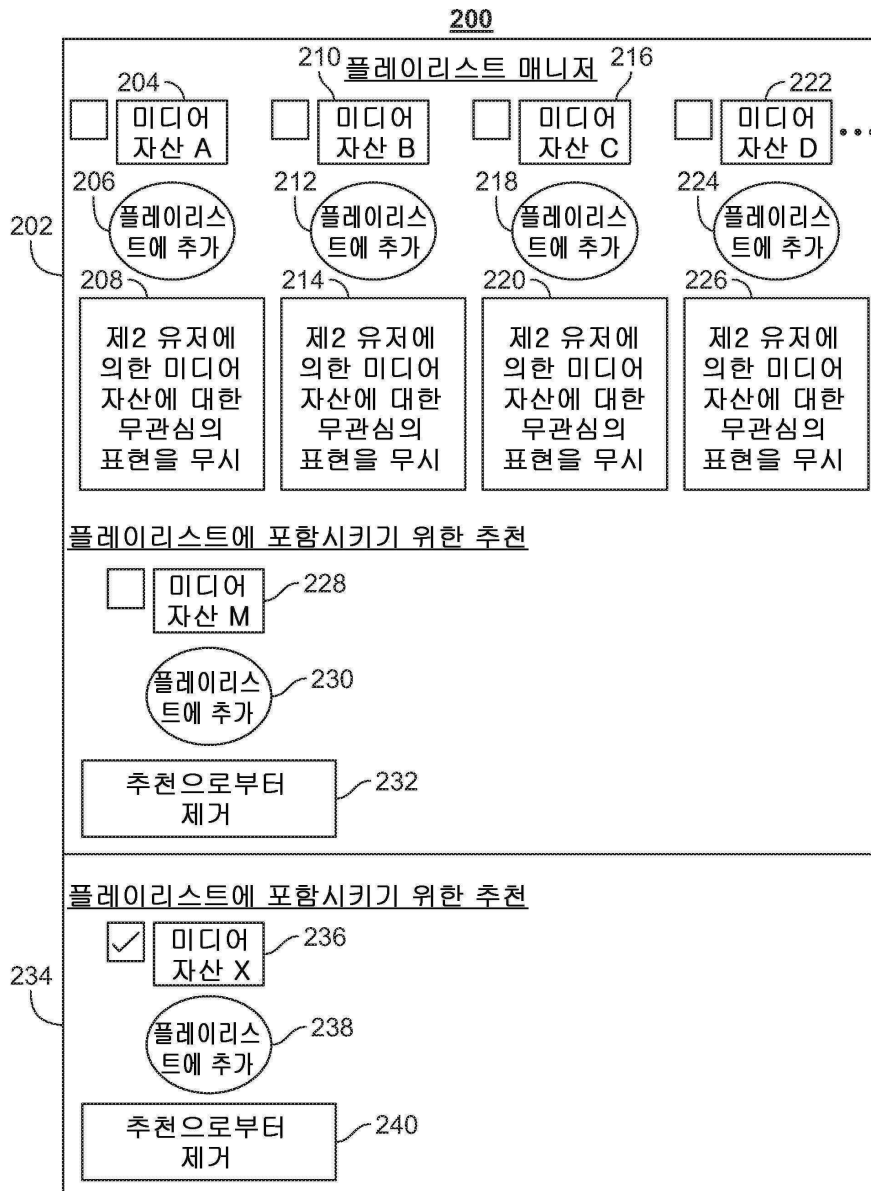 200
플레이리스트 매니저
204
210
216
222
미디어
자산 A
미디어
자산 B
미디어
자산 C
미디어
자산 D
...
206
플레이리스
트에 추가
212
플레이리스
트에 추가
218
플레이리스
트에 추가
224
플레이리스
트에 추가
202
208
제2 유저에
의한 미디어
자산에 대한
무관심의
표현을 무시
214
제2 유저에
의한 미디어
자산에 대한
무관심의
표현을 무시
220
제2 유저에
의한 미디어
자산에 대한
무관심의
표현을 무시
226
제2 유저에
의한 미디어
자산에 대한
무관심의
표현을 무시
플레이리스트에 포함시키기 위한 추천
미디어
자산 M
228
플레이리스
트에 추가
230
추천으로부터
제거
232
플레이리스트에 포함시키기 위한 추천
미디어
자산 X
236
234
플레이리스
트에 추가
238
추천으로부터
제거
240